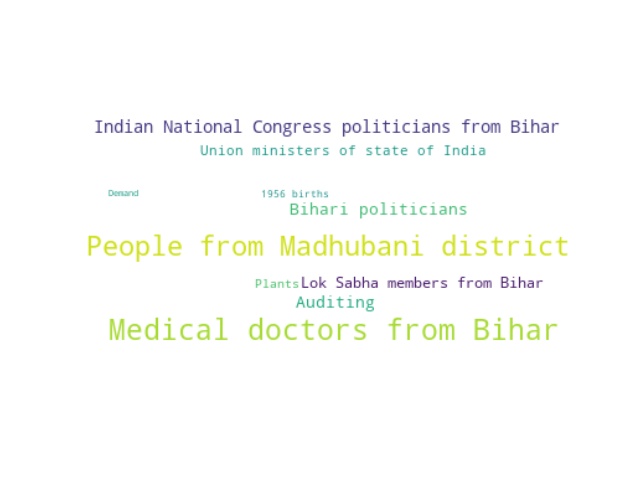 Indian National Congress politicians from Bihar
Union ministers of state of India
Demand 1956 births
Bihari politicians
People from Madhubani district
Plants Lok Sabha members from Bihar
Auditing
Medical doctors from Bihar